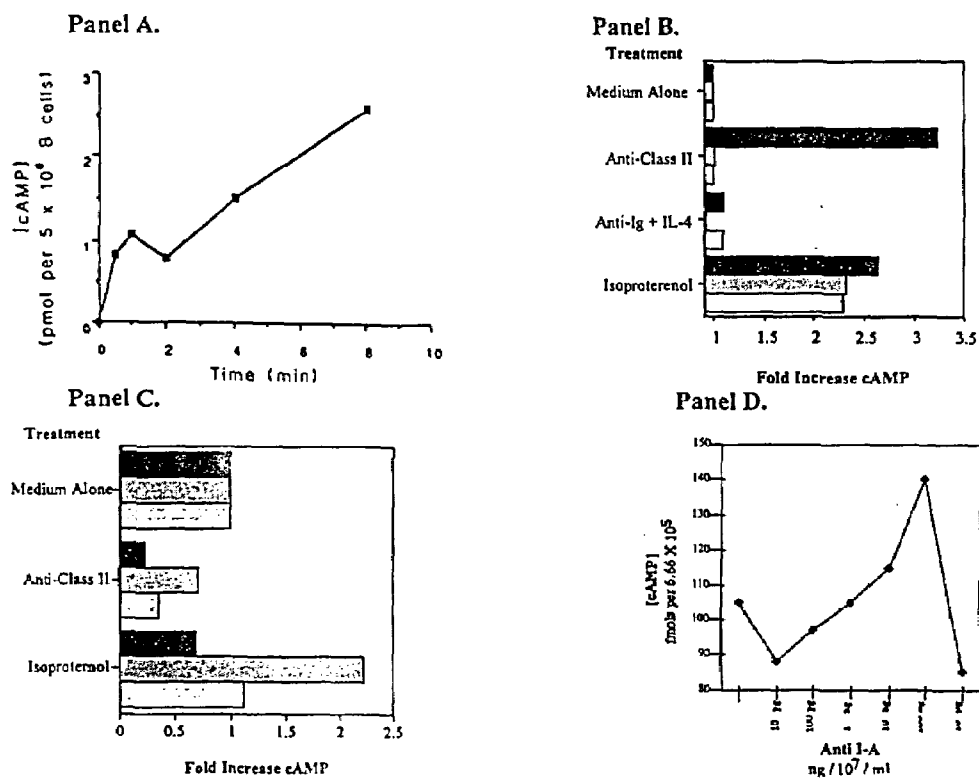 Panel A.
[cAMP]
(pmol per 5 x 10⁶ B cells)
3
2
1
0
0 2 4 6 8 10
Time (min)
Panel B.
Treatment
Medium Alone
Anti-Class II
Anti-Ig + IL-4
Isoproterenol
1 1.5 2 2.5 3 3.5
Fold Increase cAMP
Panel C.
Treatment
Medium Alone
Anti-Class II
Isoproternol
0 0.5 1 1.5 2 2.5
Fold Increase cAMP
Panel D.
[cAMP]
fmols per 6.66 X 10⁵
150
140
130
120
110
100
90
80
Anti I-A
ng / 10⁷ / ml